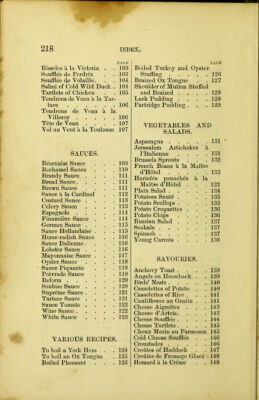 218 INDEX.
PAGE
Rissoles à la Victoria . . 103
Soufflée de Perdrix . . 103
Soufflée de Volaille . . 104
Salmi of Cold Wild Duck . 104
Tartlets of Chicken . . 105
Tendrons de Veau à la Tartare . . 106
Tendrons de Veau à la Villeroy . . 106
Tête de Veau . . 107
Vol au Vent à la Toulouse 107
SAUCES.
Béarnaise Sauce . . 109
Bechamel Sauce . . 110
Brandy Sauce . . 110
Bread Sauce . . 111
Brown Sauce . . 111
Sauce à la Cardinal . . 112
Custard Sauce . . 113
Celery Sauce . . 113
Espagnole . . 114
Financière Sauce . . 114
German Sauce . . 115
Sauce Hollandaise . . 115
Horse-radish Sauce . . 116
Sauce Italienne . . 116
Lobster Sauce . . 116
Mayonnaise Sauce . . 117
Oyster Sauce . . 118
Sauce Piquante . . 118
Poivrade Sauce . . 119
Reform . . 119
Soubise Sauce . . 120
Suprême Sauce . . 121
Tartare Sauce . . 121
Sauce Tomate . . 122
Wine Sauce . . 122
White Sauce . . 123
VARIOUS RECIPES.
To boil a York Ham . . 124
To boil an Ox Tongue . . 125
Boiled Pheasant . . 126
PAGE
Boiled Turkey and Oyster
Stuffing . . 126
Braized Ox Tongue . . 127
Shoulder of Mutton Stuffed
and Braized . . 128
Lark Pudding . . 128
Partridge Pudding . . 129
VEGETABLES AND
SALADS.
Asparagus . . 131
Jerusalem Artichokes à
l'Italienne . . 131
Brussels Sprouts . . 132
French Beans à la Maître
d'Hôtel . . 132
Haricots panachés à la
Maître d'Hôtel . . 133
Plain Salad . . 134
Potatoes Sauté . . 135
Potato Scollops . . 135
Potato Croquettes . . 136
Potato Chips . . 136
Russian Salad . . 137
Seakale . . 137
Spinach . . 137
Young Carrots . . 138
SAVOURIES.
Anchovy Toast . . 139
Angels on Horseback . . 139
Birds' Nests . . 140
Cassolettes of Potato . . 140
Cassolettes of Rice . . 141
Cauliflower au Gratin . . 141
Cheese Aigrettes . . 142
Cheese d'Artois . . 143
Cheese Soufflée . . 144
Cheese Tartlets . . 145
Choux Marin au Parmesan 145
Cold Cheese Soufflée . . 146
Croustades . . 146
Croûtes of Haddock . . 147
Croûtes de Fromage Glacé . 148
Homard à la Crême . . 148